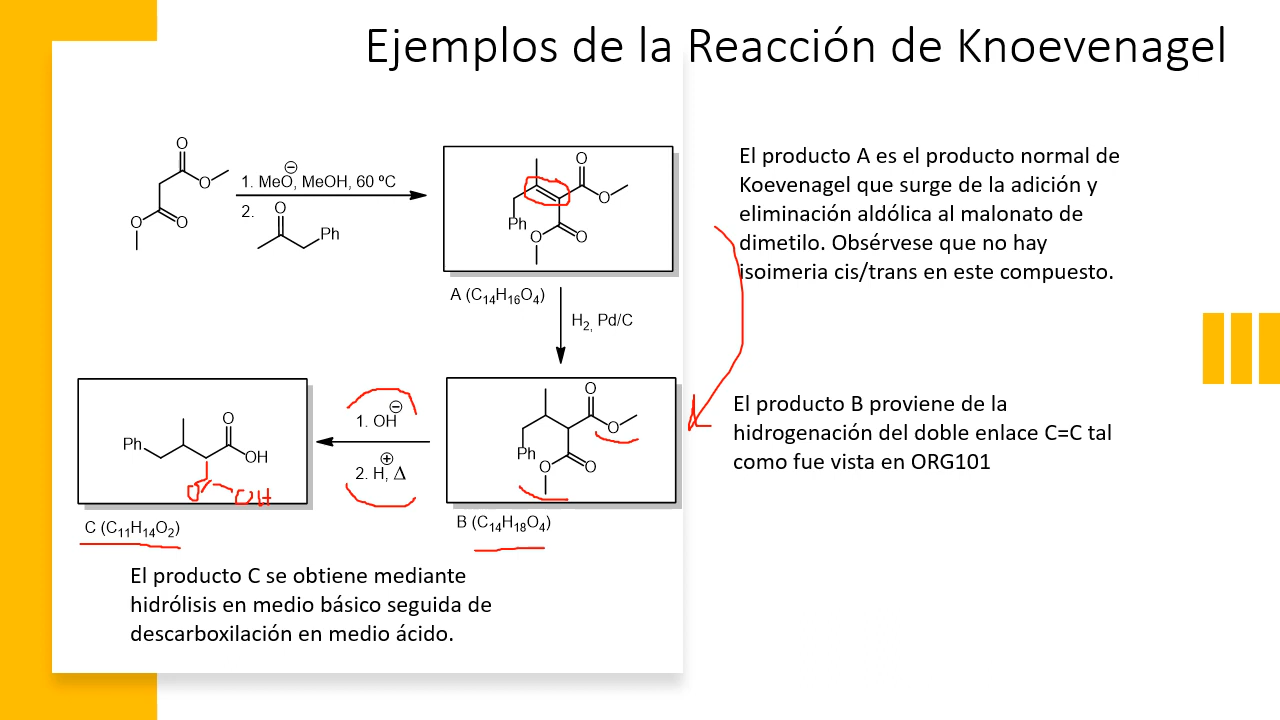 Ejemplos de la Reacción de Knoevenagel
O
O
O
O
1. MeO⊖, MeOH, 60 ºC
2.
O
Ph
O
O
Ph
O
O
A (C₁₄H₁₆O₄)
El producto A es el producto normal de
Koevenagel que surge de la adición y
eliminación aldólica al malonato de
dimetilo. Obsérvese que no hay
isoimeria cis/trans en este compuesto.
H₂, Pd/C
O
O
Ph
O
O
B (C₁₄H₁₈O₄)
El producto B proviene de la
hidrogenación del doble enlace C=C tal
como fue vista en ORG101
1. OH⊖
2. H⊕, Δ
Ph
O
OH
O
OH
C (C₁₁H₁₄O₂)
El producto C se obtiene mediante
hidrólisis en medio básico seguida de
descarboxilación en medio ácido.